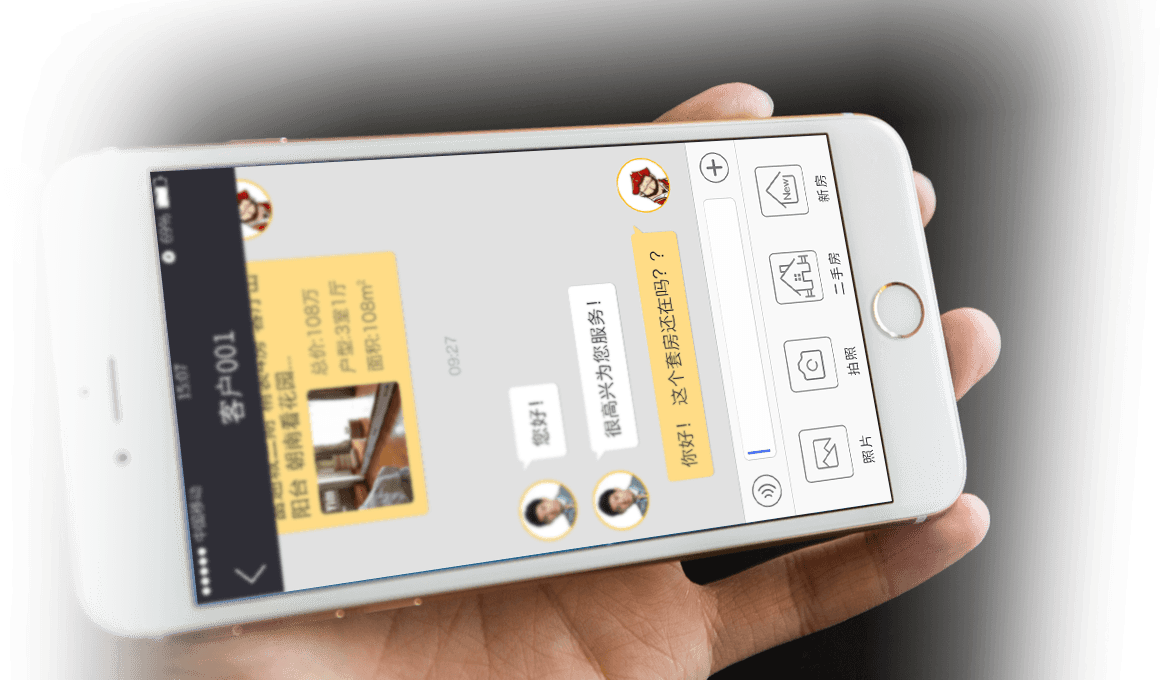 中国移动
15:07
69%
客户001
阳台 朝南看花园...
总价:108万
户型:3室1厅
面积:108m²
09:27
您好！
很高兴为您服务！
你好！ 这个套房还在吗？？
New
新房
二手房
拍照
照片